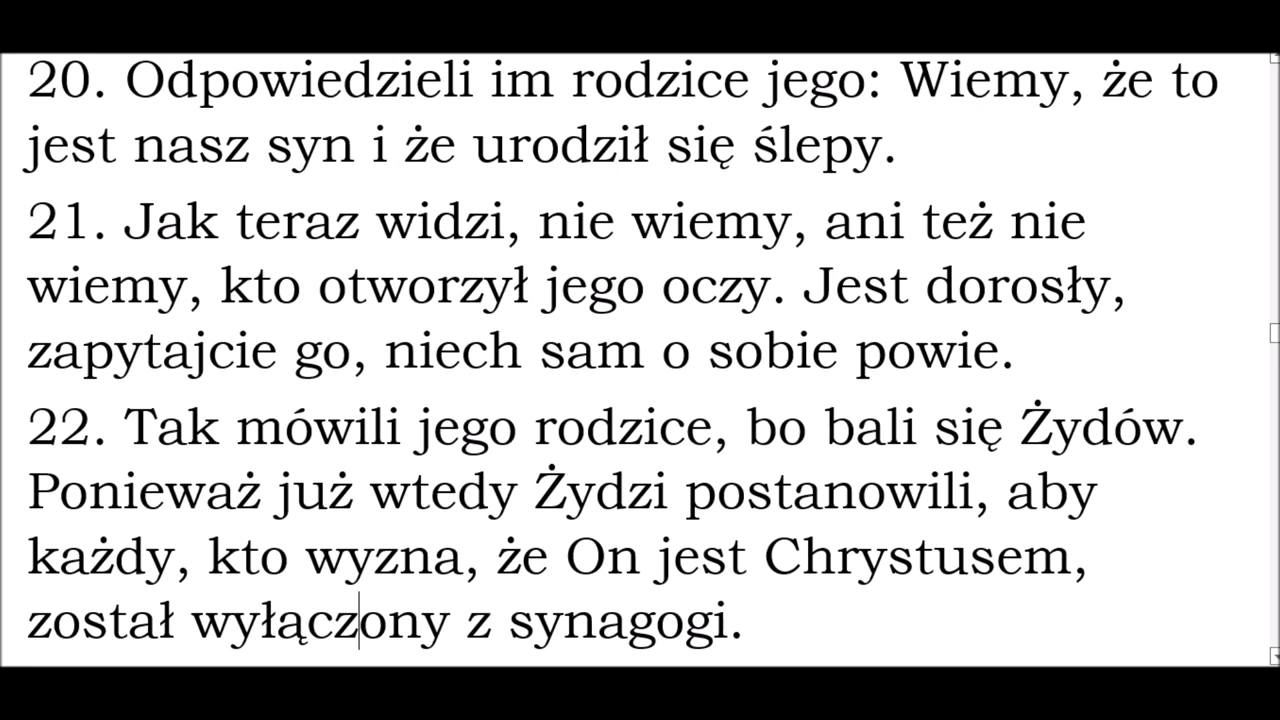 20. Odpowiedzieli im rodzice jego: Wiemy, że to
jest nasz syn i że urodził się ślepy.
21. Jak teraz widzi, nie wiemy, ani też nie
wiemy, kto otworzył jego oczy. Jest dorosły,
zapytajcie go, niech sam o sobie powie.
22. Tak mówili jego rodzice, bo bali się Żydów.
Ponieważ już wtedy Żydzi postanowili, aby
każdy, kto wyzna, że On jest Chrystusem,
został wyłączony z synagogi.